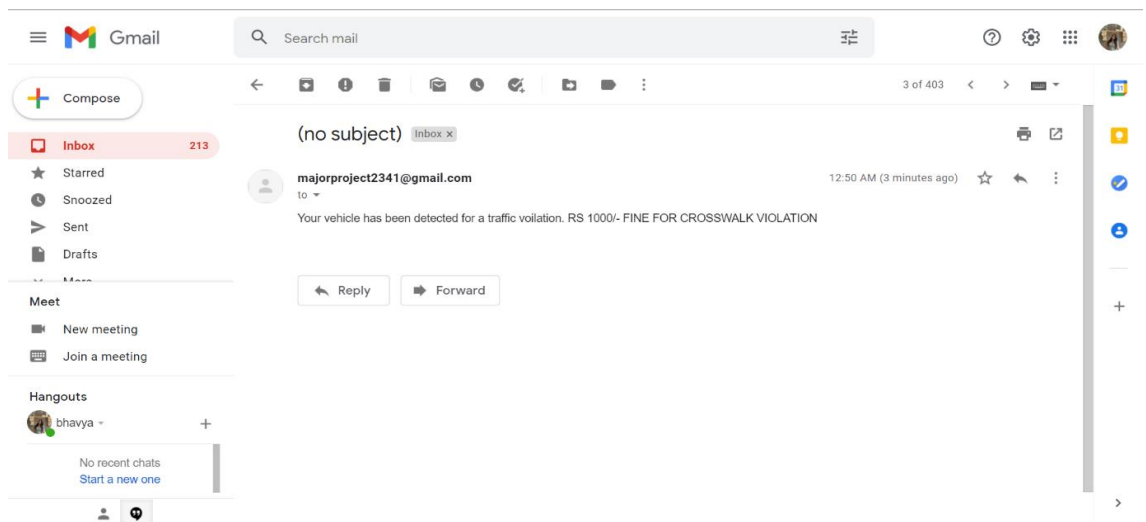 Gmail
Search mail
Compose
3 of 403
(no subject)
Inbox x
Inbox 213
Starred
Snoozed
Sent
Drafts
majorproject2341@gmail.com
12:50 AM (3 minutes ago)
to
Your vehicle has been detected for a traffic voilation. RS 1000/- FINE FOR CROSSWALK VIOLATION
Reply
Forward
Meet
New meeting
Join a meeting
Hangouts
bhavya
No recent chats
Start a new one
31